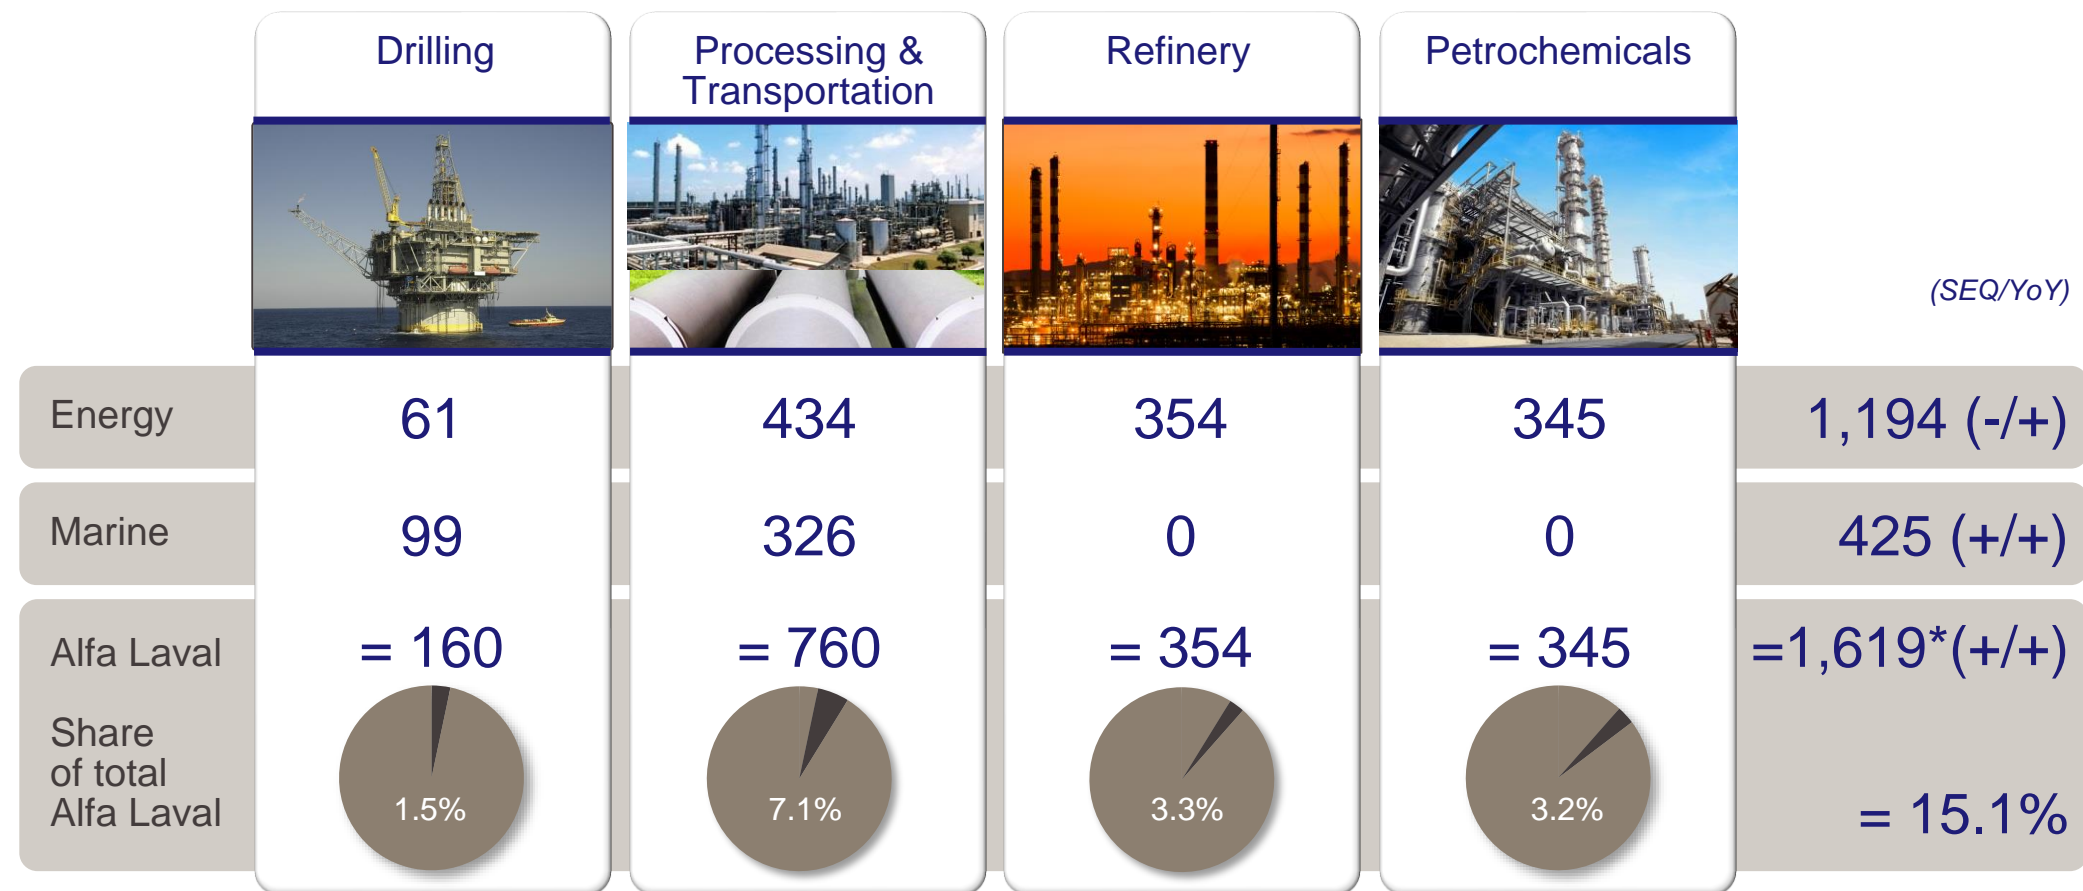 Drilling
Processing &
Transportation
Refinery
Petrochemicals
(SEQ/YoY)
Energy 61 434 354 345 1,194 (-/+)
Marine 99 326 0 0 425 (+/+)
Alfa Laval = 160 = 760 = 354 = 345 =1,619*(+/+)
Share
of total
Alfa Laval 1.5% 7.1% 3.3% 3.2% = 15.1%